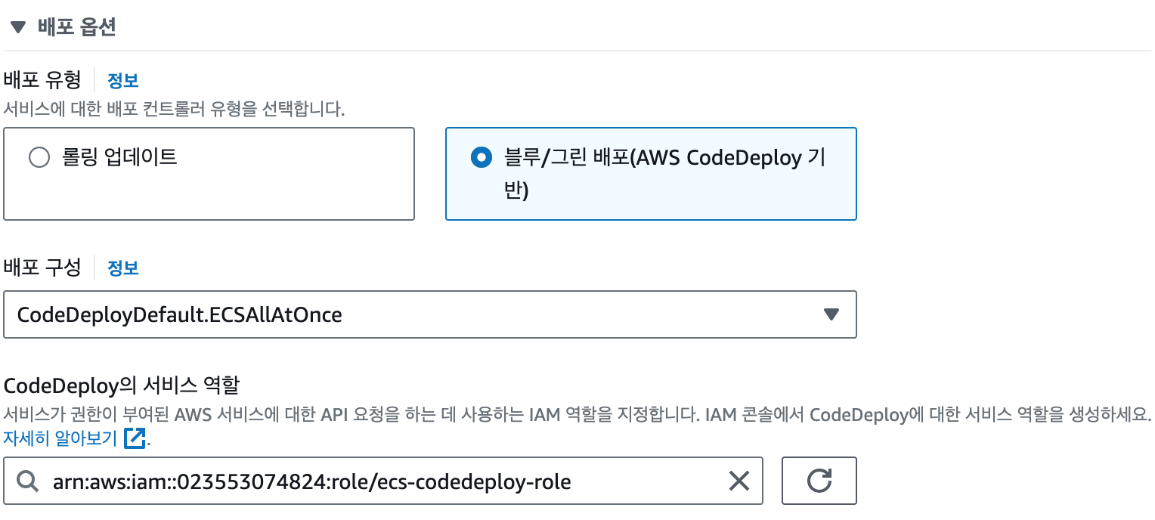 배포 옵션
배포 유형 정보
서비스에 대한 배포 컨트롤러 유형을 선택합니다.
롤링 업데이트
블루/그린 배포(AWS CodeDeploy 기
반)
배포 구성 정보
CodeDeployDefault.ECSAllAtOnce
CodeDeploy의 서비스 역할
서비스가 권한이 부여된 AWS 서비스에 대한 API 요청을 하는 데 사용하는 IAM 역할을 지정합니다. IAM 콘솔에서 CodeDeploy에 대한 서비스 역할을 생성하세요.
자세히 알아보기.
arn:aws:iam::023553074824:role/ecs-codedeploy-role